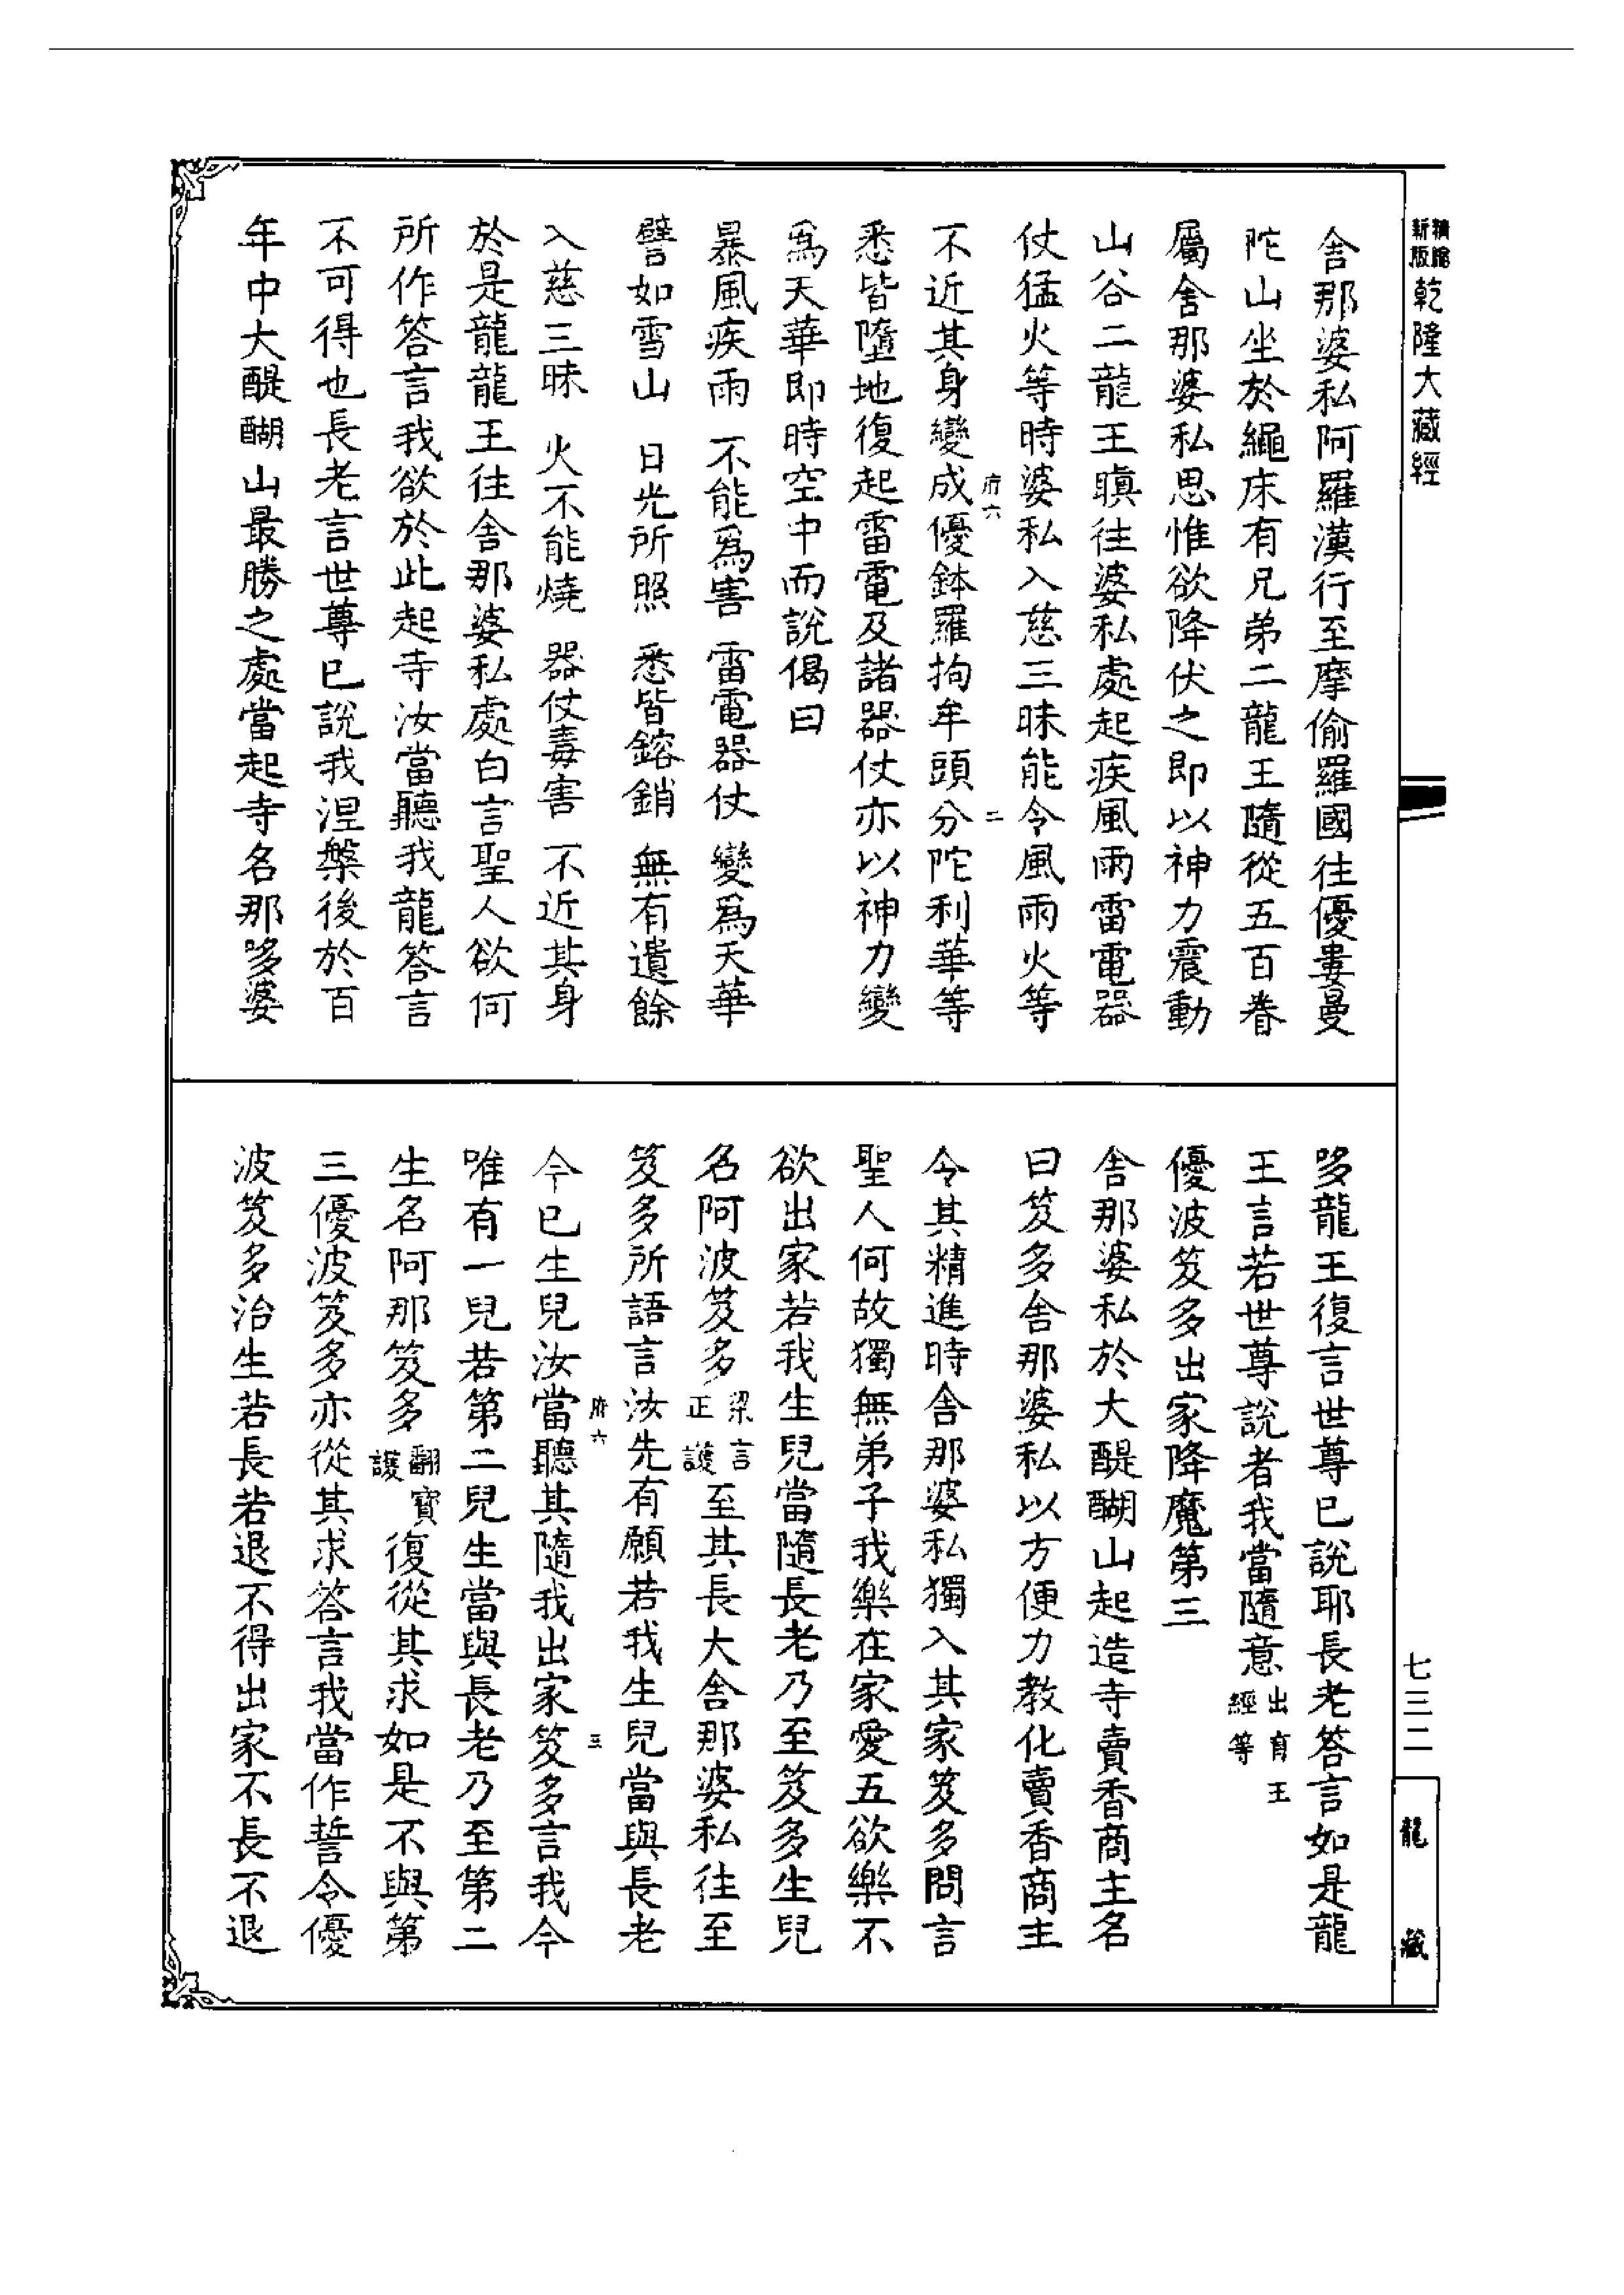 新版精縮乾隆大藏經
舍那婆私阿羅漢行至摩偷羅國往優婁曼
陀山坐於繩床有兄弟二龍王隨從五百眷
屬舍那婆私思惟欲降伏之即以神力震動
山谷二龍王瞋往婆私處起疾風雨雷電器
仗猛火等時婆私入慈三昧能令風雨火等
府六
二
不近其身變成優鉢羅拘牟頭分陀利華等
悉皆墮地復起雷電及諸器仗亦以神力變
爲天華即時空中而說偈曰
暴風疾雨 不能爲害 雷電器仗 變爲天華
譬如雪山 日光所照 悉皆鎔銷 無有遺餘
入慈三昧 火不能燒 器仗毒害 不近其身
於是龍龍王往舍那婆私處白言聖人欲何
所作答言我欲於此起寺汝當聽我龍答言
不可得也長老言世尊已說我涅槃後於百
年中大醍醐山最勝之處當起寺名那哆婆
哆龍王復言世尊已說耶長老答言如是龍
王言若世尊說者我當隨意出育王經等
優波笈多出家降魔第三
舍那婆私於大醍醐山起造寺賣香商主名
曰笈多舍那婆私以方便力教化賣香商主
令其精進時舍那婆私獨入其家笈多問言
聖人何故獨無弟子我樂在家愛五欲樂不
欲出家若我生兒當隨長老乃至笈多生兒
名阿波笈多梁言正護至其長大舍那婆私往至
笈多所語言汝先有願若我生兒當與長老
府六
三
今已生兒汝當聽其隨我出家笈多言我今
唯有一兒若第二兒生當與長老乃至第二
生名阿那笈多翻寶護復從其求如是不與第
三優波笈多亦從其求答言我當作誓令優
波笈多治生若長若退不得出家不長不退
七三二
龍藏